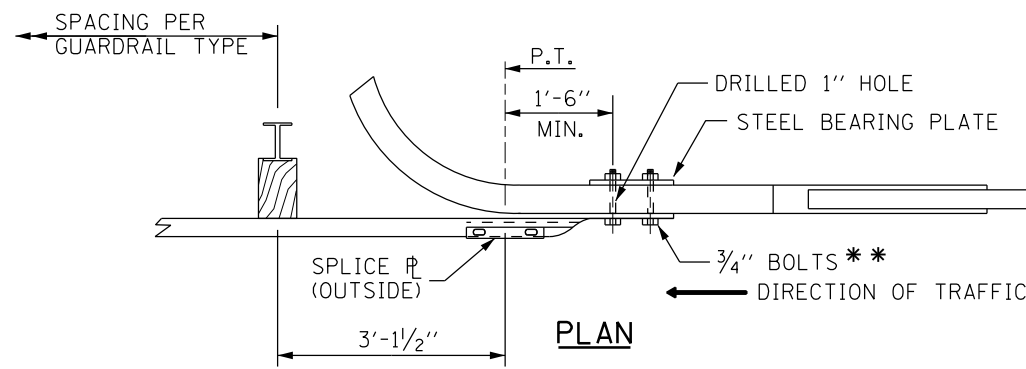 SPACING PER
GUARDRAIL TYPE
P.T.
1'-6"
MIN.
DRILLED 1" HOLE
STEEL BEARING PLATE
SPLICE ⅊
(OUTSIDE)
3/4" BOLTS * *
DIRECTION OF TRAFFIC
3'-1 1/2"
PLAN